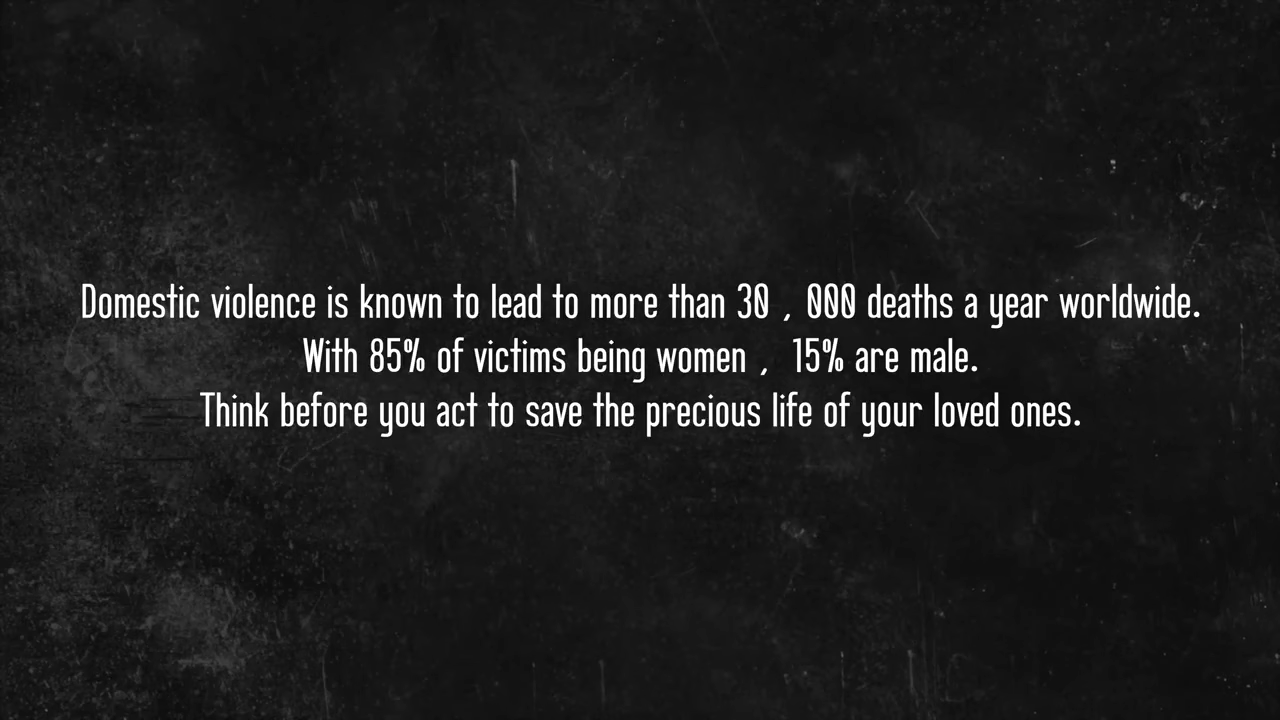 Domestic violence is known to lead to more than 30 , 000 deaths a year worldwide.
With 85% of victims being women , 15% are male.
Think before you act to save the precious life of your loved ones.